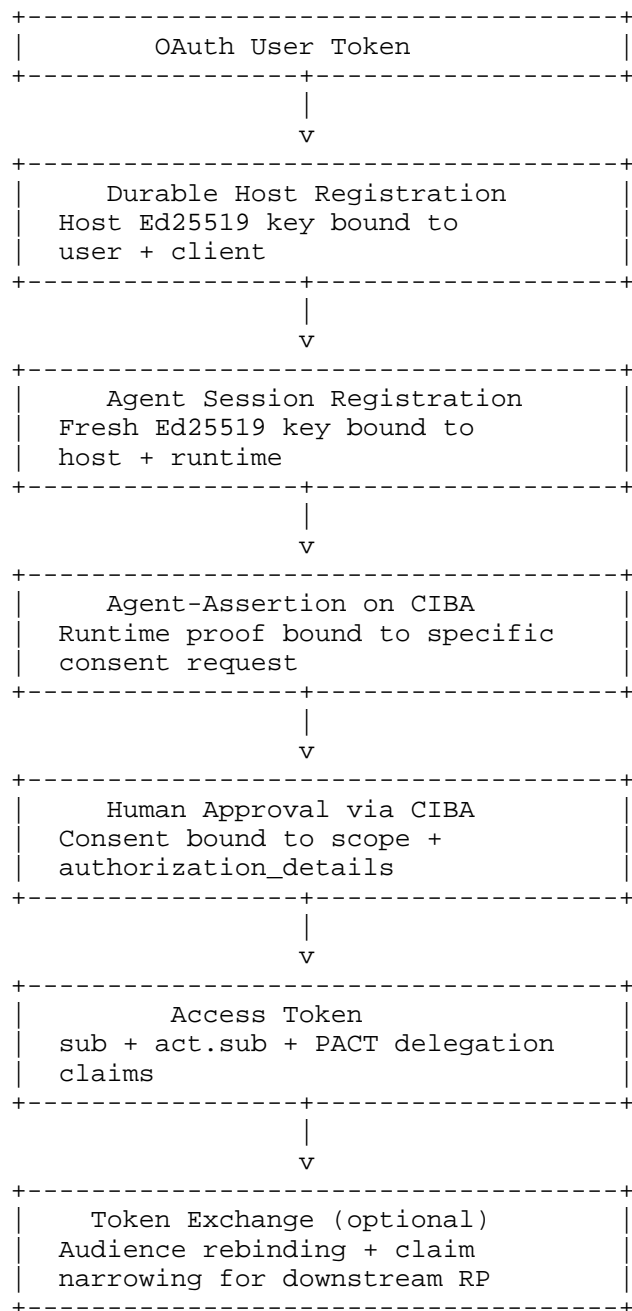 OAuth User Token
v
Durable Host Registration
Host Ed25519 key bound to
user + client
v
Agent Session Registration
Fresh Ed25519 key bound to
host + runtime
v
Agent-Assertion on CIBA
Runtime proof bound to specific
consent request
v
Human Approval via CIBA
Consent bound to scope +
authorization_details
v
Access Token
sub + act.sub + PACT delegation
claims
v
Token Exchange (optional)
Audience rebinding + claim
narrowing for downstream RP